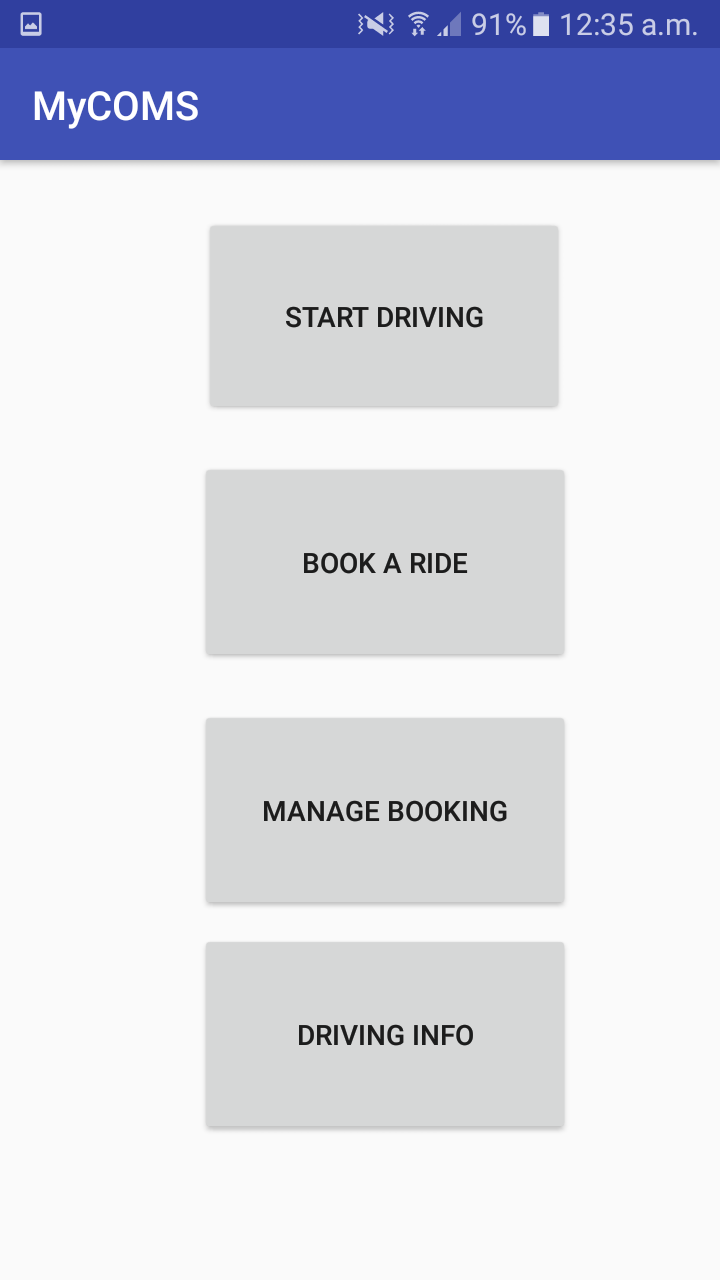 91% 12:35 a.m.
MyCOMS
START DRIVING
BOOK A RIDE
MANAGE BOOKING
DRIVING INFO